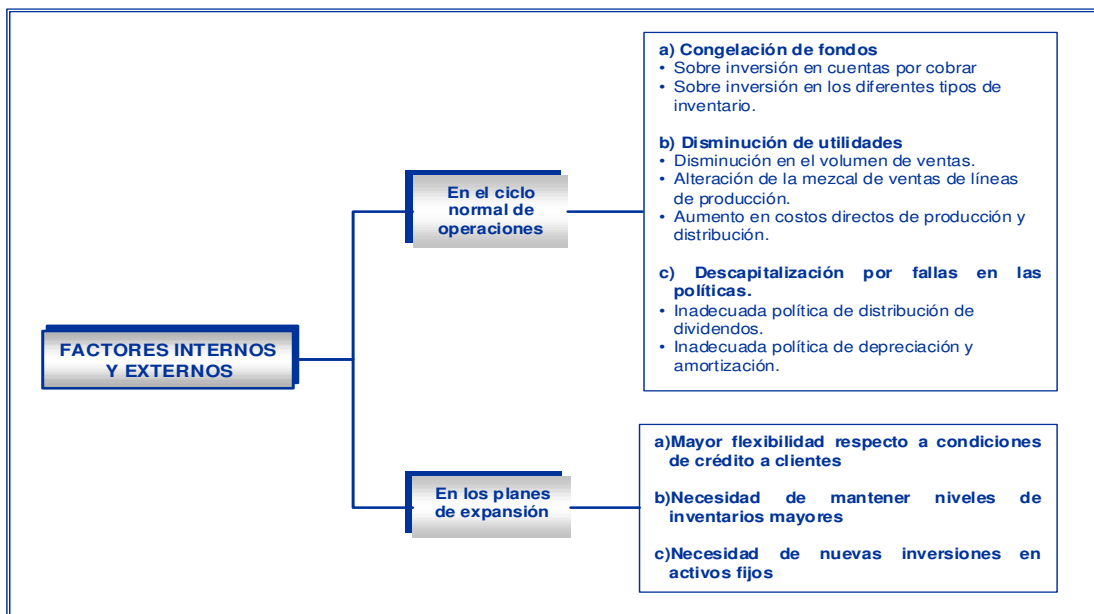 FACTORES INTERNOS
Y EXTERNOS
En el ciclo
normal de
operaciones
a) Congelación de fondos
• Sobre inversión en cuentas por cobrar
• Sobre inversión en los diferentes tipos de
inventario.
b) Disminución de utilidades
• Disminución en el volumen de ventas.
• Alteración de la mezcal de ventas de líneas
de producción.
• Aumento en costos directos de producción y
distribución.
c) Descapitalización por fallas en las
políticas.
• Inadecuada política de distribución de
dividendos.
• Inadecuada política de depreciación y
amortización.
En los planes
de expansión
a)Mayor flexibilidad respecto a condiciones
de crédito a clientes
b)Necesidad de mantener niveles de
inventarios mayores
c)Necesidad de nuevas inversiones en
activos fijos